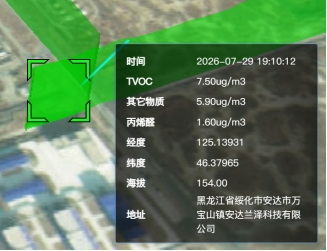 时间 2026-07-29 19:10:12
TVOC 7.50ug/m3
其它物质 5.90ug/m3
丙烯醛 1.60ug/m3
经度 125.13931
纬度 46.37965
海拔 154.00
地址 黑龙江省绥化市安达市万
宝山镇安达兰泽科技有限
公司